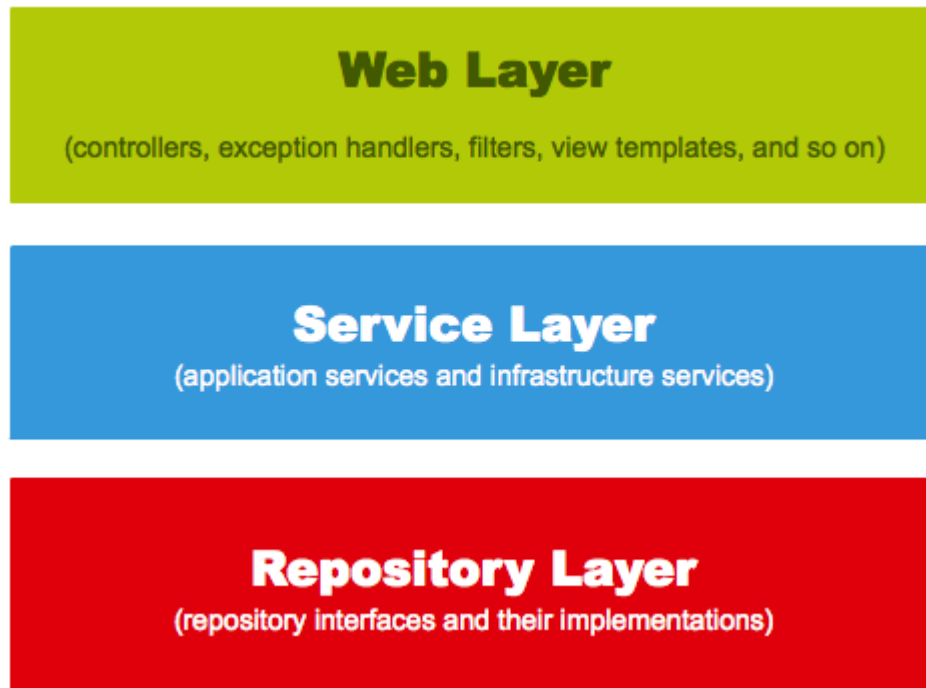 Web Layer
(controllers, exception handlers, filters, view templates, and so on)
Service Layer
(application services and infrastructure services)
Repository Layer
(repository interfaces and their implementations)